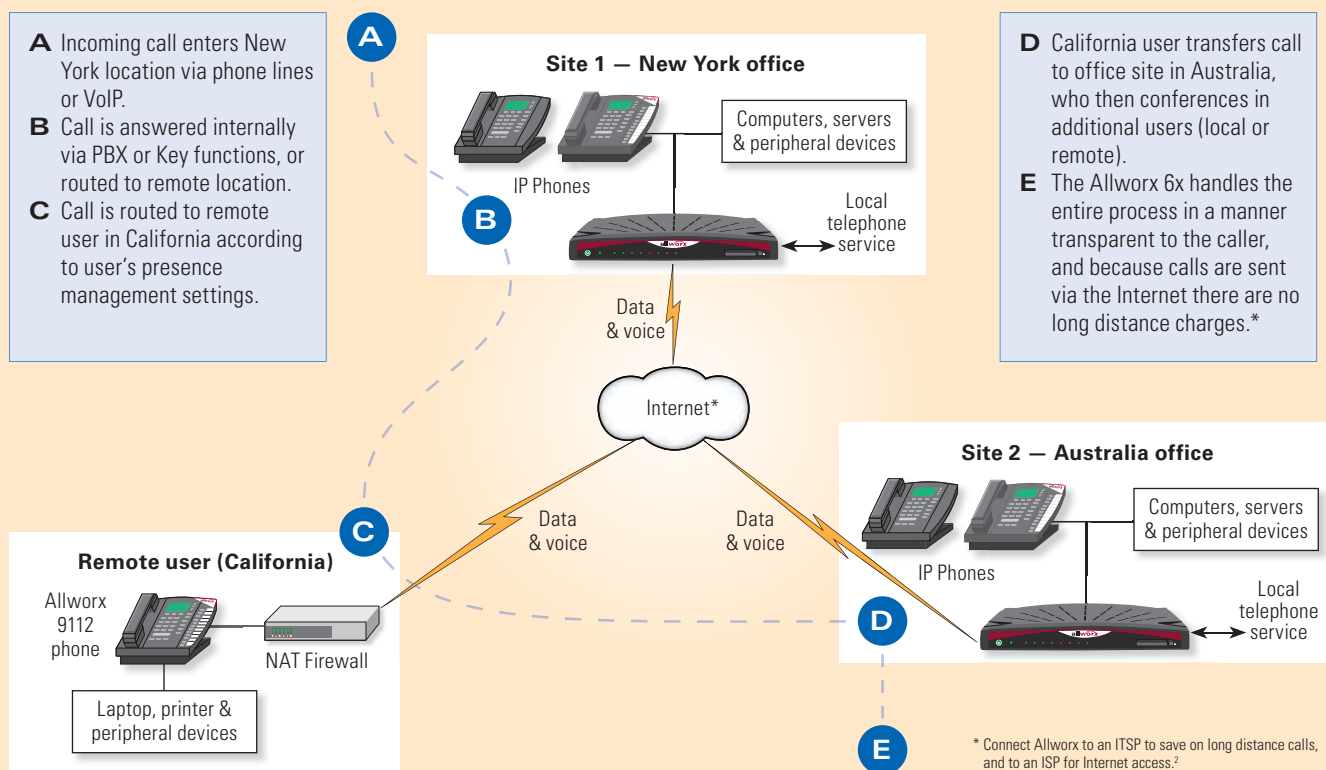 A Incoming call enters New
York location via phone lines
or VoIP.
B Call is answered internally
via PBX or Key functions, or
routed to remote location.
C Call is routed to remote
user in California according
to user's presence
management settings.
A
B
C
D
E
Site 1 — New York office
IP Phones
Computers, servers
& peripheral devices
allworx
Local
telephone
service
D California user transfers call
to office site in Australia,
who then conferences in
additional users (local or
remote).
E The Allworx 6x handles the
entire process in a manner
transparent to the caller,
and because calls are sent
via the Internet there are no
long distance charges.*
Data
& voice
Internet*
Data
& voice
Data
& voice
Remote user (California)
Allworx
9112
phone
NAT Firewall
Laptop, printer &
peripheral devices
Site 2 — Australia office
IP Phones
Computers, servers
& peripheral devices
allworx
Local
telephone
service
* Connect Allworx to an ITSP to save on long distance calls,
and to an ISP for Internet access.²